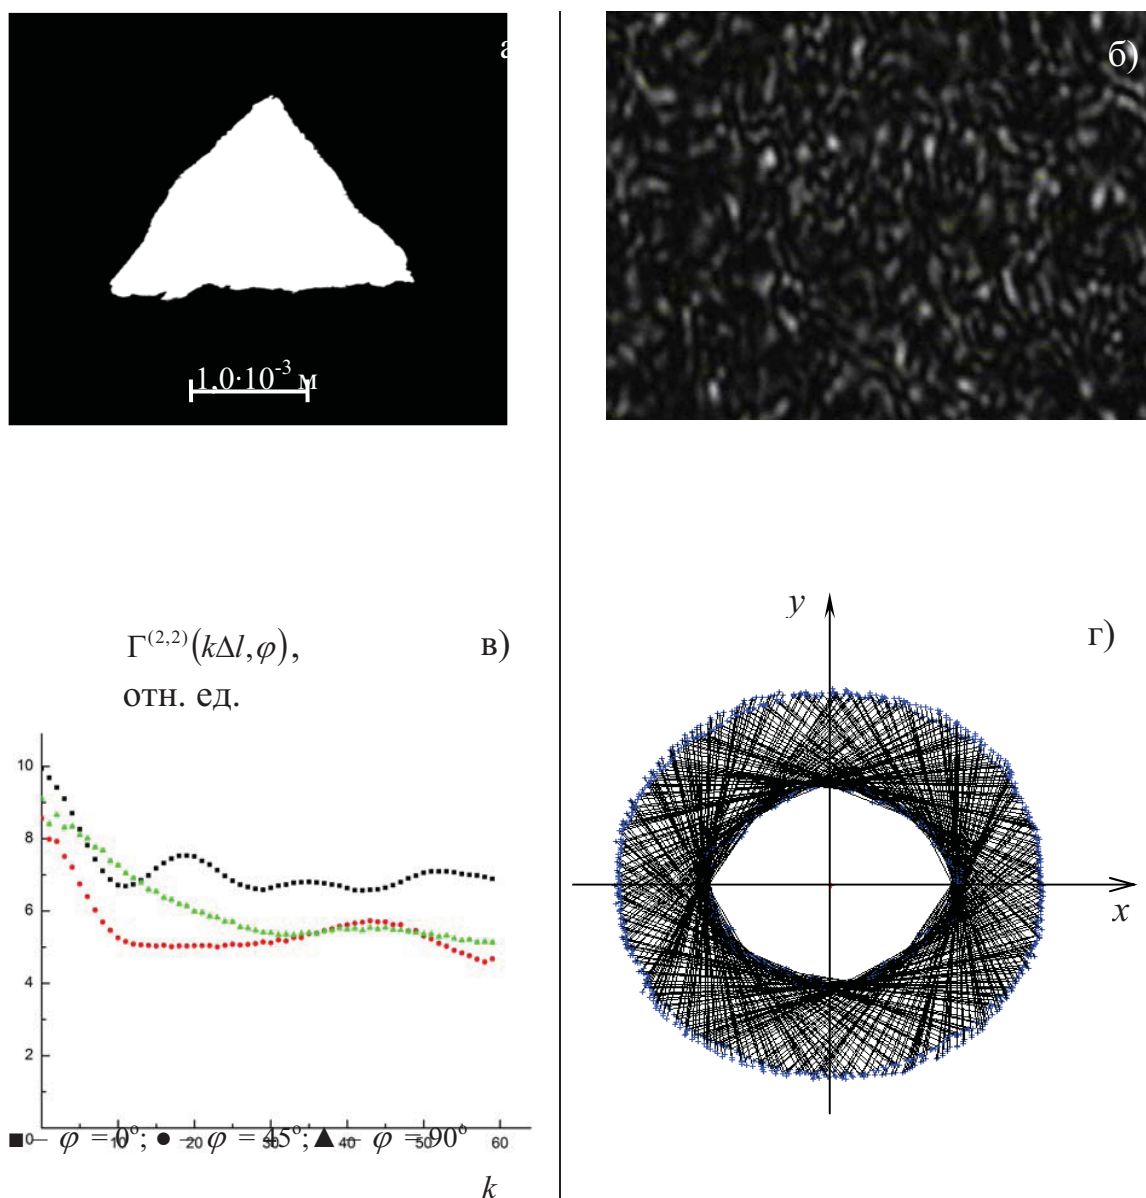 а)
б)
1,0·10⁻³ м
Γ⁽²,²⁾(kΔl,φ),
отн. ед.
в)
10
8
6
4
2
0
10
20
30
40
50
60
■ – φ = 0°; ● – φ = 45°; ▲ – φ = 90°
k
y
г)
x